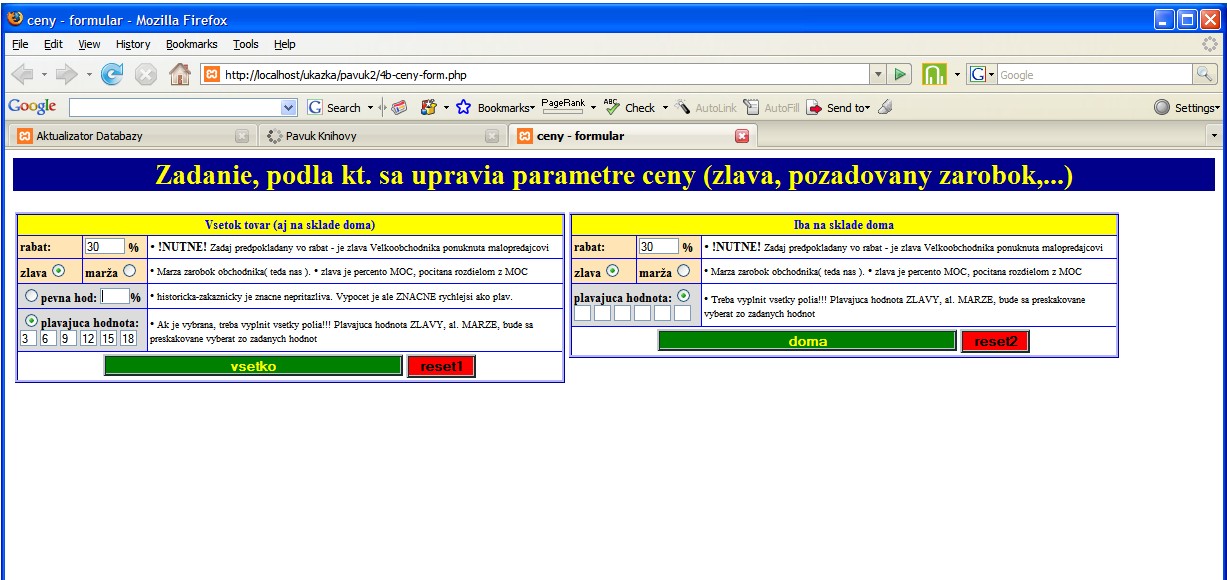 ceny - formular - Mozilla Firefox
File Edit View History Bookmarks Tools Help
http://localhost/ukazka/pavuk2/4b-ceny-form.php
G Google
Google G Search Bookmarks PageRank ABC Check AutoLink AutoFill Send to Settings
Aktualizator Databazy Pavuk Knihovy ceny - formular
Zadanie, podla kt. sa upravia parametre ceny (zlava, pozadovany zarobok,...)
Vsetok tovar (aj na sklade doma)
rabat: 30 % • !NUTNE! Zadaj predpokladany vo rabat - je zlava Velkoobchodnika ponuknuta malopredajcovi
zlava marža • Marza zarobok obchodnika( teda nas ). • zlava je percento MOC, pocitana rozdielom z MOC
pevna hod: % • historicka-zakaznicky je znacne nepritazliva. Vypocet je ale ZNACNE rychlejsi ako plav.
plavajuca hodnota: • Ak je vybrana, treba vyplnit vsetky polia!!! Plavajuca hodnota ZLAVY, al. MARZE, bude sa
3 6 9 12 15 18 preskakovane vyberat zo zadanych hodnot
vsetko reset1
Iba na sklade doma
rabat: 30 % • !NUTNE! Zadaj predpokladany vo rabat - je zlava Velkoobchodnika ponuknuta malopredajcovi
zlava marža • Marza zarobok obchodnika( teda nas ). • zlava je percento MOC, pocitana rozdielom z MOC
plavajuca hodnota: • Treba vyplnit vsetky polia!!! Plavajuca hodnota ZLAVY, al. MARZE, bude sa preskakovane
vyberat zo zadanych hodnot
doma reset2